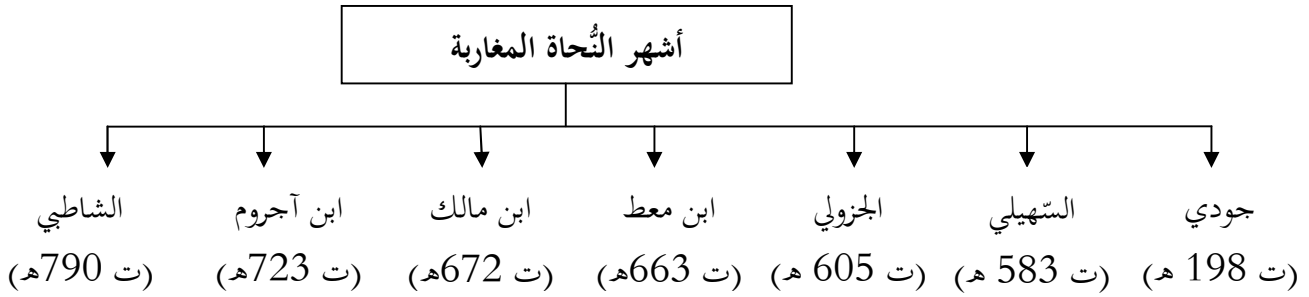 أشهر النُّحاة المغاربة
جودي السّهيلي الجزولي ابن معط ابن مالك ابن آجروم الشاطبي
(ت 198 هـ) (ت 583 هـ) (ت 605 هـ) (ت 663هـ) (ت 672هـ) (ت 723هـ) (ت 790هـ)